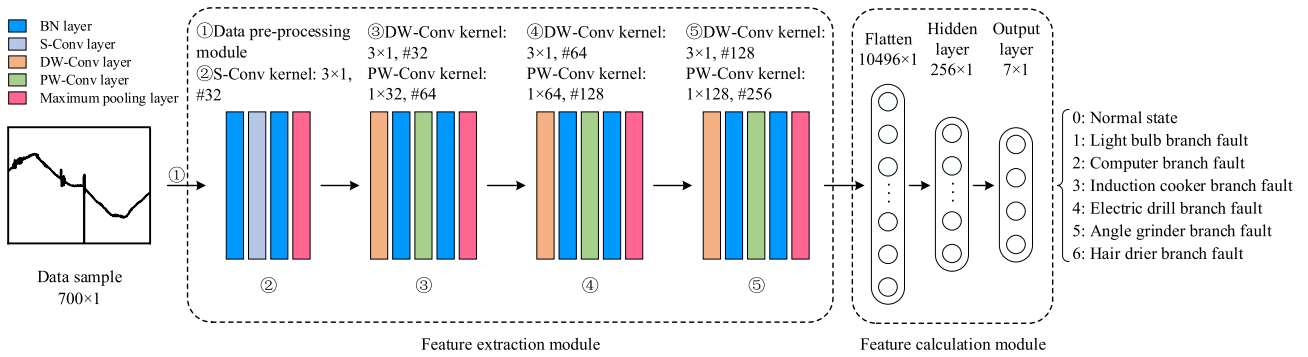 BN layer
S-Conv layer
DW-Conv layer
PW-Conv layer
Maximum pooling layer
Data sample
700×1
①
①Data pre-processing
module
②S-Conv kernel: 3×1,
#32
②
③DW-Conv kernel:
3×1, #32
PW-Conv kernel:
1×32, #64
③
④DW-Conv kernel:
3×1, #64
PW-Conv kernel:
1×64, #128
④
⑤DW-Conv kernel:
3×1, #128
PW-Conv kernel:
1×128, #256
⑤
Feature extraction module
Flatten
10496×1
Hidden
layer
256×1
Output
layer
7×1
Feature calculation module
0: Normal state
1: Light bulb branch fault
2: Computer branch fault
3: Induction cooker branch fault
4: Electric drill branch fault
5: Angle grinder branch fault
6: Hair drier branch fault